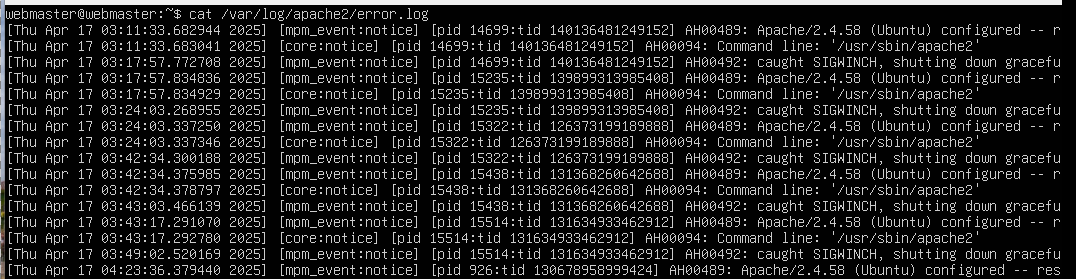 webmaster@webmaster:~$ cat /var/log/apache2/error.log
[Thu Apr 17 03:11:33.682944 2025] [mpm_event:notice] [pid 14699:tid 140136481249152] AH00489: Apache/2.4.58 (Ubuntu) configured -- r
[Thu Apr 17 03:11:33.683041 2025] [core:notice] [pid 14699:tid 140136481249152] AH00094: Command line: '/usr/sbin/apache2'
[Thu Apr 17 03:17:57.772708 2025] [mpm_event:notice] [pid 14699:tid 140136481249152] AH00492: caught SIGWINCH, shutting down gracefu
[Thu Apr 17 03:17:57.834836 2025] [mpm_event:notice] [pid 15235:tid 139899313985408] AH00489: Apache/2.4.58 (Ubuntu) configured -- r
[Thu Apr 17 03:17:57.834929 2025] [core:notice] [pid 15235:tid 139899313985408] AH00094: Command line: '/usr/sbin/apache2'
[Thu Apr 17 03:24:03.268955 2025] [mpm_event:notice] [pid 15235:tid 139899313985408] AH00492: caught SIGWINCH, shutting down gracefu
[Thu Apr 17 03:24:03.337250 2025] [mpm_event:notice] [pid 15322:tid 126373199189888] AH00489: Apache/2.4.58 (Ubuntu) configured -- r
[Thu Apr 17 03:24:03.337346 2025] [core:notice] [pid 15322:tid 126373199189888] AH00094: Command line: '/usr/sbin/apache2'
[Thu Apr 17 03:42:34.300188 2025] [mpm_event:notice] [pid 15322:tid 126373199189888] AH00492: caught SIGWINCH, shutting down gracefu
[Thu Apr 17 03:42:34.375985 2025] [mpm_event:notice] [pid 15438:tid 131368260642688] AH00489: Apache/2.4.58 (Ubuntu) configured -- r
[Thu Apr 17 03:42:34.378797 2025] [core:notice] [pid 15438:tid 131368260642688] AH00094: Command line: '/usr/sbin/apache2'
[Thu Apr 17 03:43:03.466139 2025] [mpm_event:notice] [pid 15438:tid 131368260642688] AH00492: caught SIGWINCH, shutting down gracefu
[Thu Apr 17 03:43:17.291070 2025] [mpm_event:notice] [pid 15514:tid 131634933462912] AH00489: Apache/2.4.58 (Ubuntu) configured -- r
[Thu Apr 17 03:43:17.292780 2025] [core:notice] [pid 15514:tid 131634933462912] AH00094: Command line: '/usr/sbin/apache2'
[Thu Apr 17 03:49:02.520169 2025] [mpm_event:notice] [pid 15514:tid 131634933462912] AH00492: caught SIGWINCH, shutting down gracefu
[Thu Apr 17 04:23:36.379440 2025] [mpm_event:notice] [pid 926:tid 130678958999424] AH00489: Apache/2.4.58 (Ubuntu) configured -- res